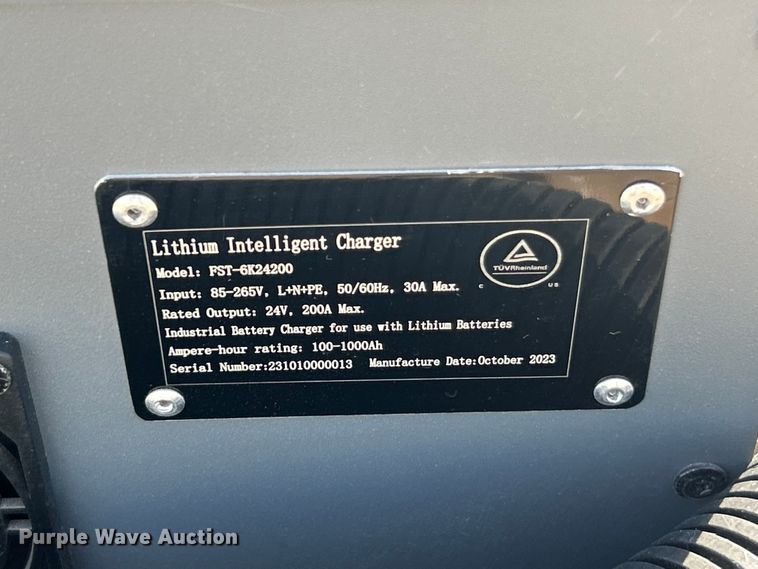 Lithium Intelligent Charger
Model: FST-6K24200
Input: 85-265V, L+N+PE, 50/60Hz, 30A Max.
Rated Output: 24V, 200A Max.
Industrial Battery Charger for use with Lithium Batteries
Ampere-hour rating: 100-1000Ah
Serial Number:231010000013 Manufacture Date:October 2023
TÜVRheinland
C US
Purple Wave Auction